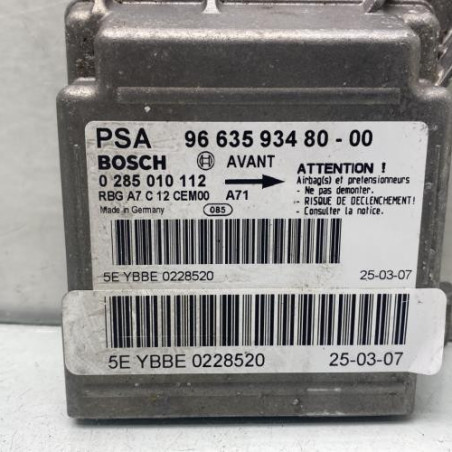 PSA 96 635 934 80 - 00
BOSCH AVANT
0 285 010 112
RBG A7 C 12 CEM00 A71
Made in Germany 085
ATTENTION !
Airbag(s) et pretensionneurs
- Ne pas demonter.
- RISQUE DE DECLENCHEMENT!
- Consulter la notice.
5E YBBE 0228520 25-03-07
5E YBBE 0228520 25-03-07